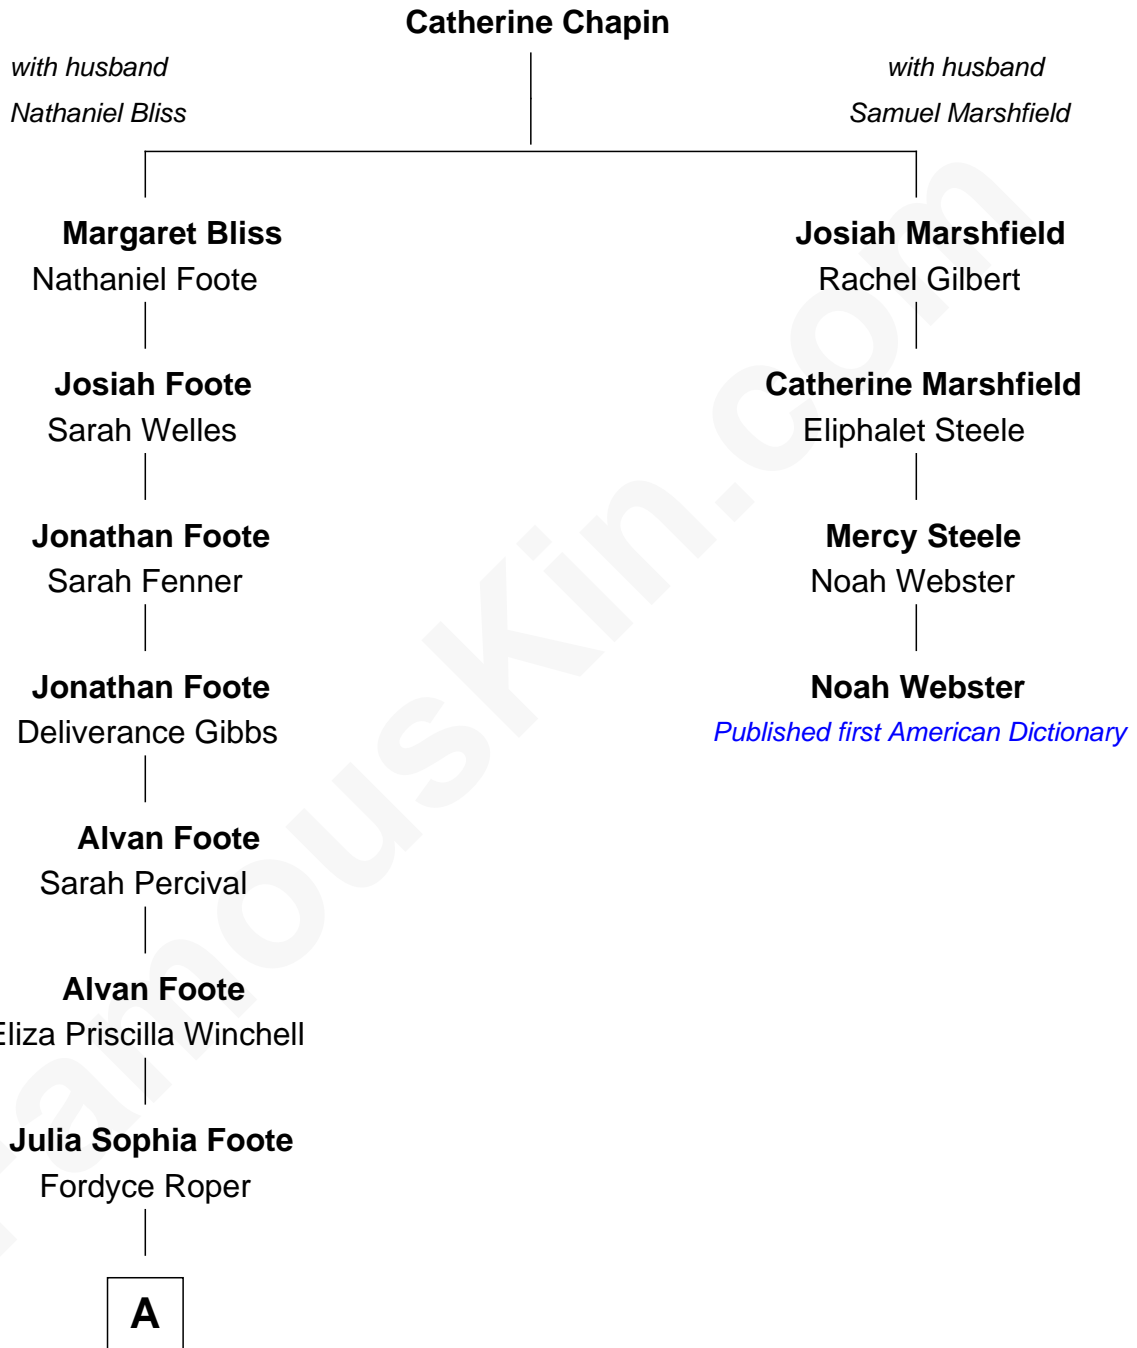 Catherine Chapin
with husband
Nathaniel Bliss
with husband
Samuel Marshfield
Margaret Bliss
Nathaniel Foote
Josiah Marshfield
Rachel Gilbert
Josiah Foote
Sarah Welles
Catherine Marshfield
Eliphalet Steele
Jonathan Foote
Sarah Fenner
Mercy Steele
Noah Webster
Jonathan Foote
Deliverance Gibbs
Noah Webster
Published first American Dictionary
Alvan Foote
Sarah Percival
Alvan Foote
Eliza Priscilla Winchell
Julia Sophia Foote
Fordyce Roper
A
FamousKin.com